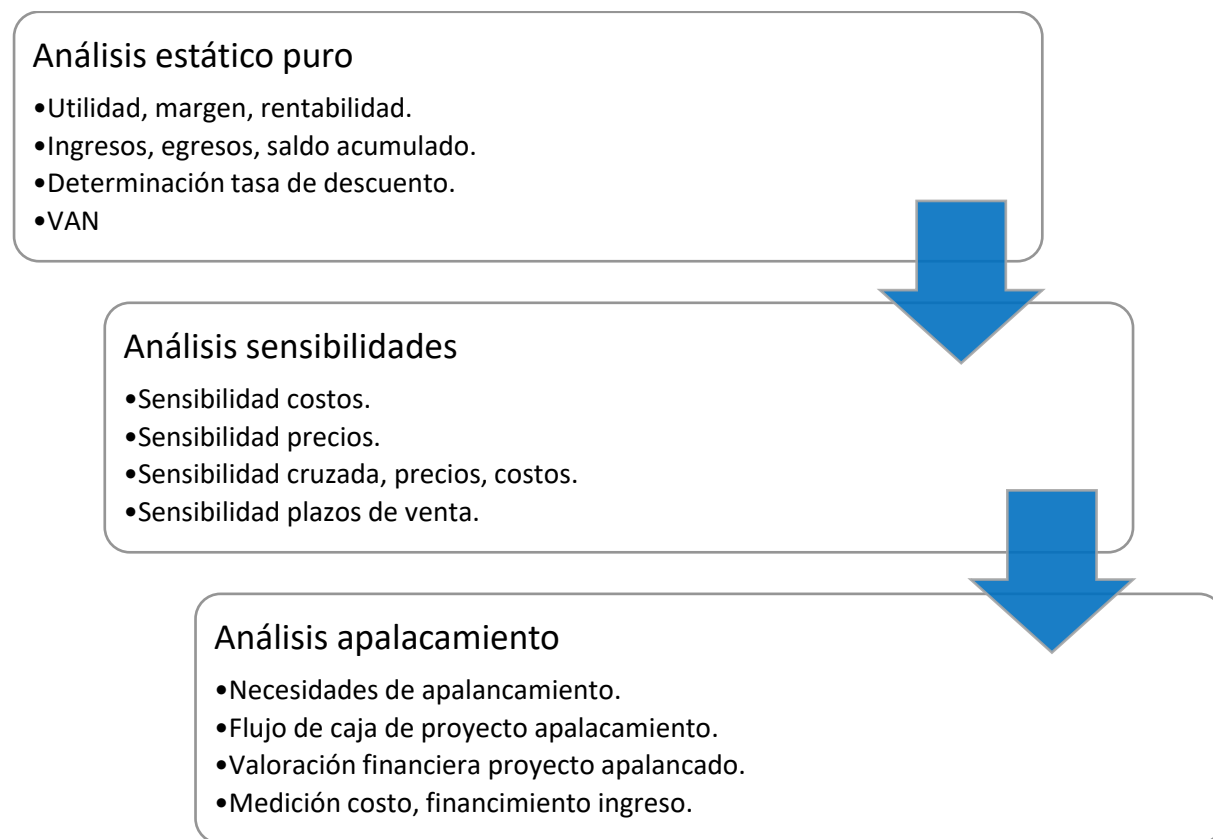 Análisis estático puro
•Utilidad, margen, rentabilidad.
•Ingresos, egresos, saldo acumulado.
•Determinación tasa de descuento.
•VAN
Análisis sensibilidades
•Sensibilidad costos.
•Sensibilidad precios.
•Sensibilidad cruzada, precios, costos.
•Sensibilidad plazos de venta.
Análisis apalacamiento
•Necesidades de apalancamiento.
•Flujo de caja de proyecto apalacamiento.
•Valoración financiera proyecto apalancado.
•Medición costo, financimiento ingreso.